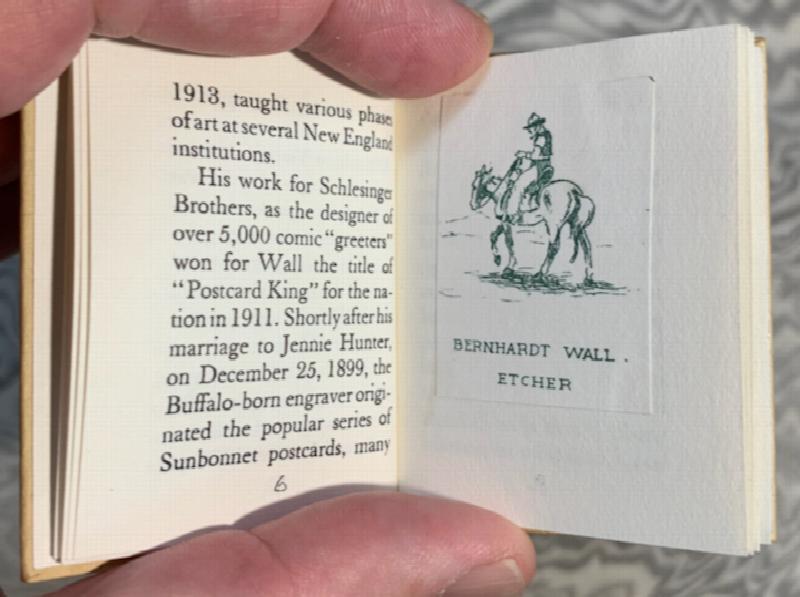 1913, taught various phases
of art at several New England
institutions.
His work for Schlesinger
Brothers, as the designer of
over 5,000 comic "greeters"
won for Wall the title of
"Postcard King" for the na-
tion in 1911. Shortly after his
marriage to Jennie Hunter,
on December 25, 1899, the
Buffalo-born engraver origi-
nated the popular series of
Sunbonnet postcards, many
6
BERNHARDT WALL.
ETCHER